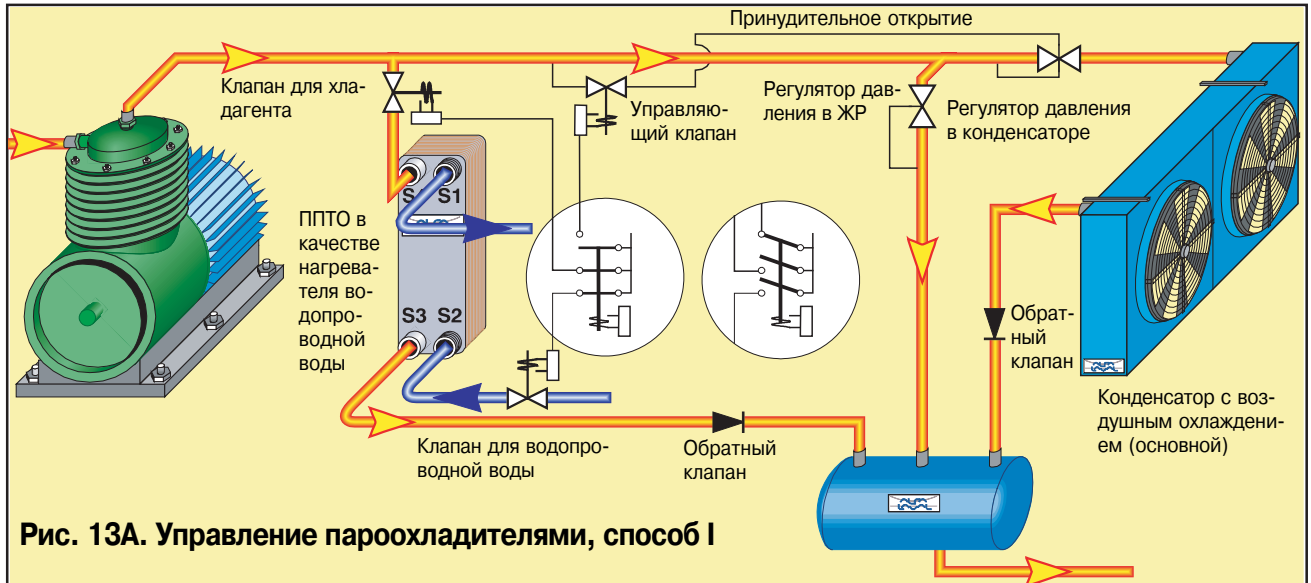 Принудительное открытие
Клапан для хла-
дагента
Управляю-
щий клапан
Регулятор дав-
ления в ЖР
Регулятор давления
в конденсаторе
ППТО в
качестве
нагрева-
теля во-
допро-
водной
воды
S
S1
S3
S2
Обрат-
ный
клапан
Конденсатор с воз-
душным охлаждени-
ем (основной)
Клапан для водопро-
водной воды
Обратный
клапан
Рис. 13А. Управление пароохладителями, способ I